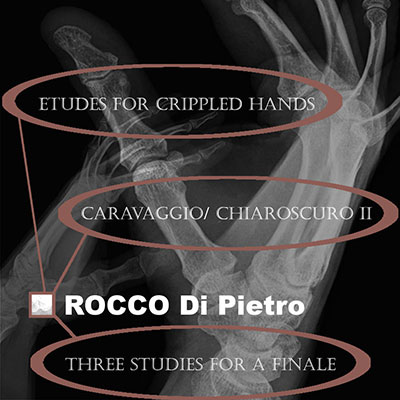 ETUDES FOR CRIPPLED HANDS
CARAVAGGIO/ CHIAROSCURO II
ROCCO Di Pietro
THREE STUDIES FOR A FINALE